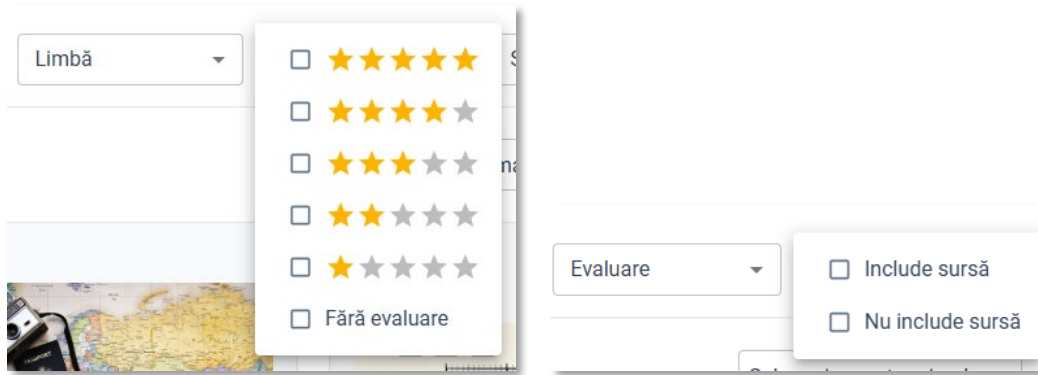 Limbă
Fără evaluare
Evaluare
Include sursă
Nu include sursă